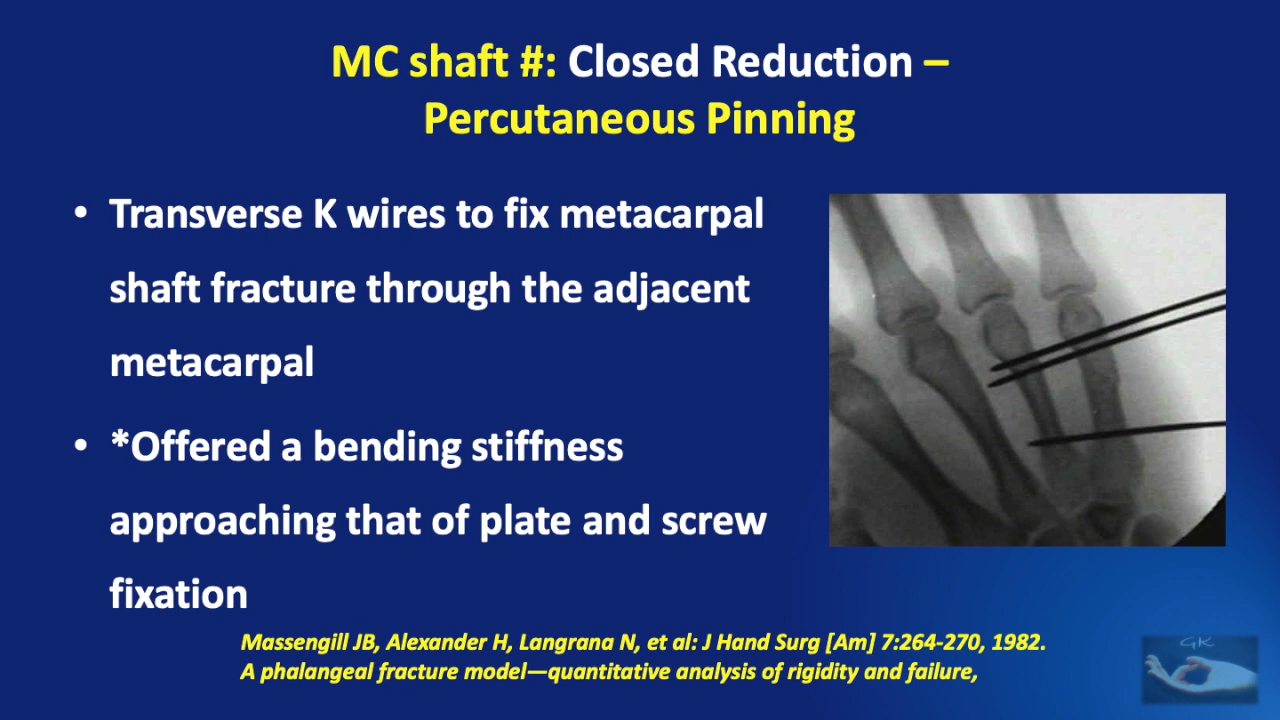 MC shaft #: Closed Reduction –
Percutaneous Pinning
• Transverse K wires to fix metacarpal
shaft fracture through the adjacent
metacarpal
• *Offered a bending stiffness
approaching that of plate and screw
fixation
Massengill JB, Alexander H, Langrana N, et al: J Hand Surg [Am] 7:264-270, 1982.
A phalangeal fracture model—quantitative analysis of rigidity and failure,
GK